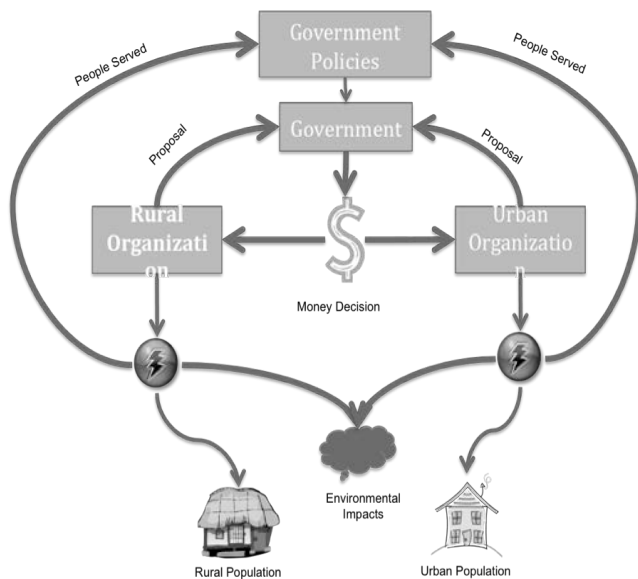 Government
Policies
People Served
People Served
Government
Proposal
Proposal
Rural
Organizati
on
Urban
Organizatio
n
Money Decision
Environmental
Impacts
Rural Population
Urban Population